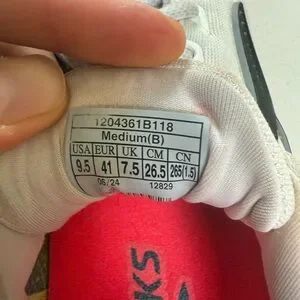 1204361B118
Medium(B)
USA EUR UK CM CN
9.5 41 7.5 26.5 265(1.5)
06/24 12829
KS